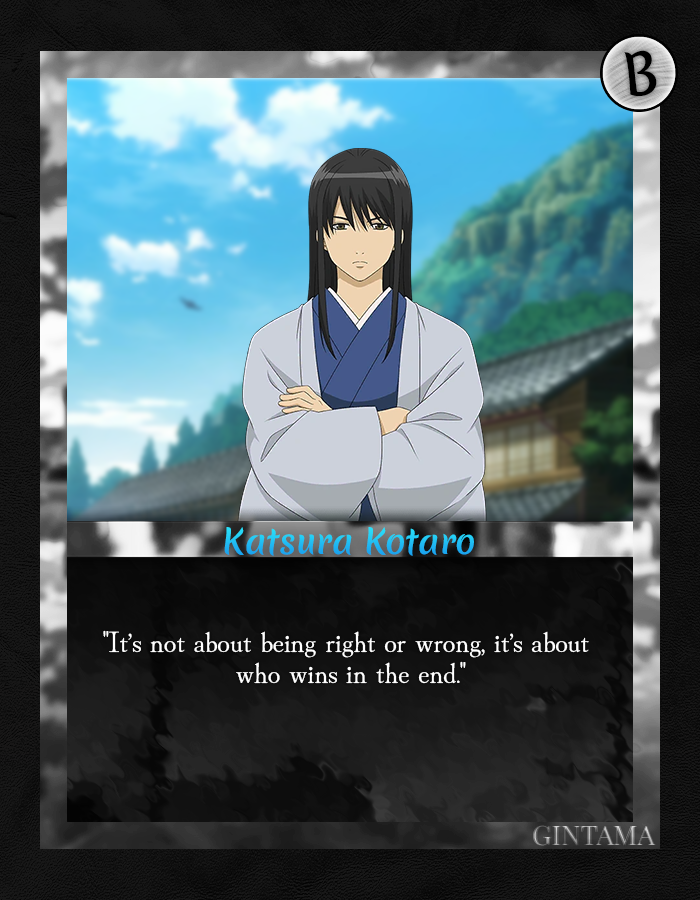 B
Katsura Kotaro
"It's not about being right or wrong, it's about
who wins in the end."
GINTAMA